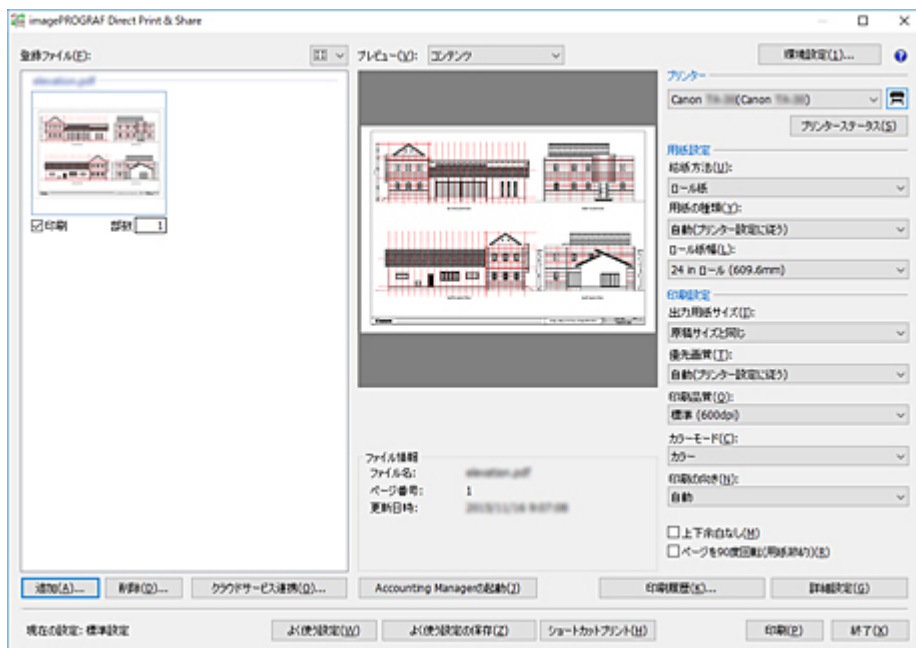 imagePROGRAF Direct Print & Share
登録ファイル(F):
プレビュー(V): コンテンツ
環境設定(1)...
elevation.pdf
プリンター
Canon (Canon )
プリンターステータス(S)
用紙設定
給紙方法(U):
ロール紙
用紙の種類(Y):
自動(プリンター設定に従う)
ロール紙幅(L):
24 in ロール (609.6mm)
☑印刷 部数 1
印刷設定
出力用紙サイズ(I):
原稿サイズと同じ
優先画質(T):
自動(プリンター設定に従う)
印刷品質(Q):
標準 (600dpi)
カラーモード(C):
カラー
印刷の向き(N):
自動
上下余白なし(M)
ページを90度回転(用紙節約)(R)
ファイル情報
ファイル名: elevation.pdf
ページ番号: 1
更新日時:
追加(A)... 削除(D)... クラウドサービス連携(O)... Accounting Managerの起動(J) 印刷履歴(K)... 詳細設定(G)
現在の設定: 標準設定 よく使う設定(W) よく使う設定の保存(Z) ショートカットプリント(H) 印刷(P) 終了(X)